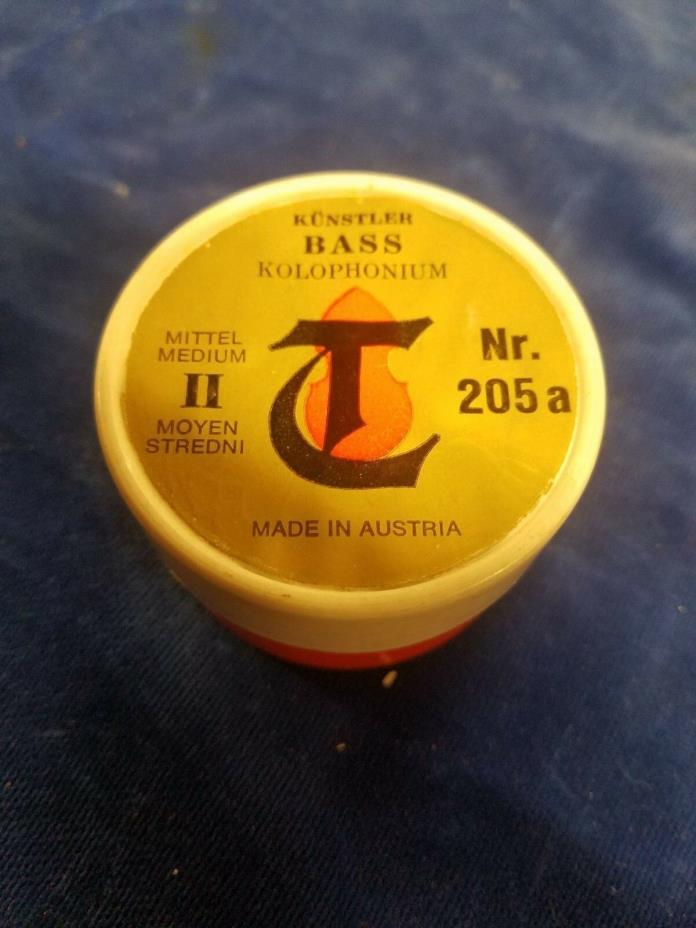 KÜNSTLER
BASS
KOLOPHONIUM
MITTEL
MEDIUM
II
MOYEN
STREDNI
T
Nr.
205 a
MADE IN AUSTRIA